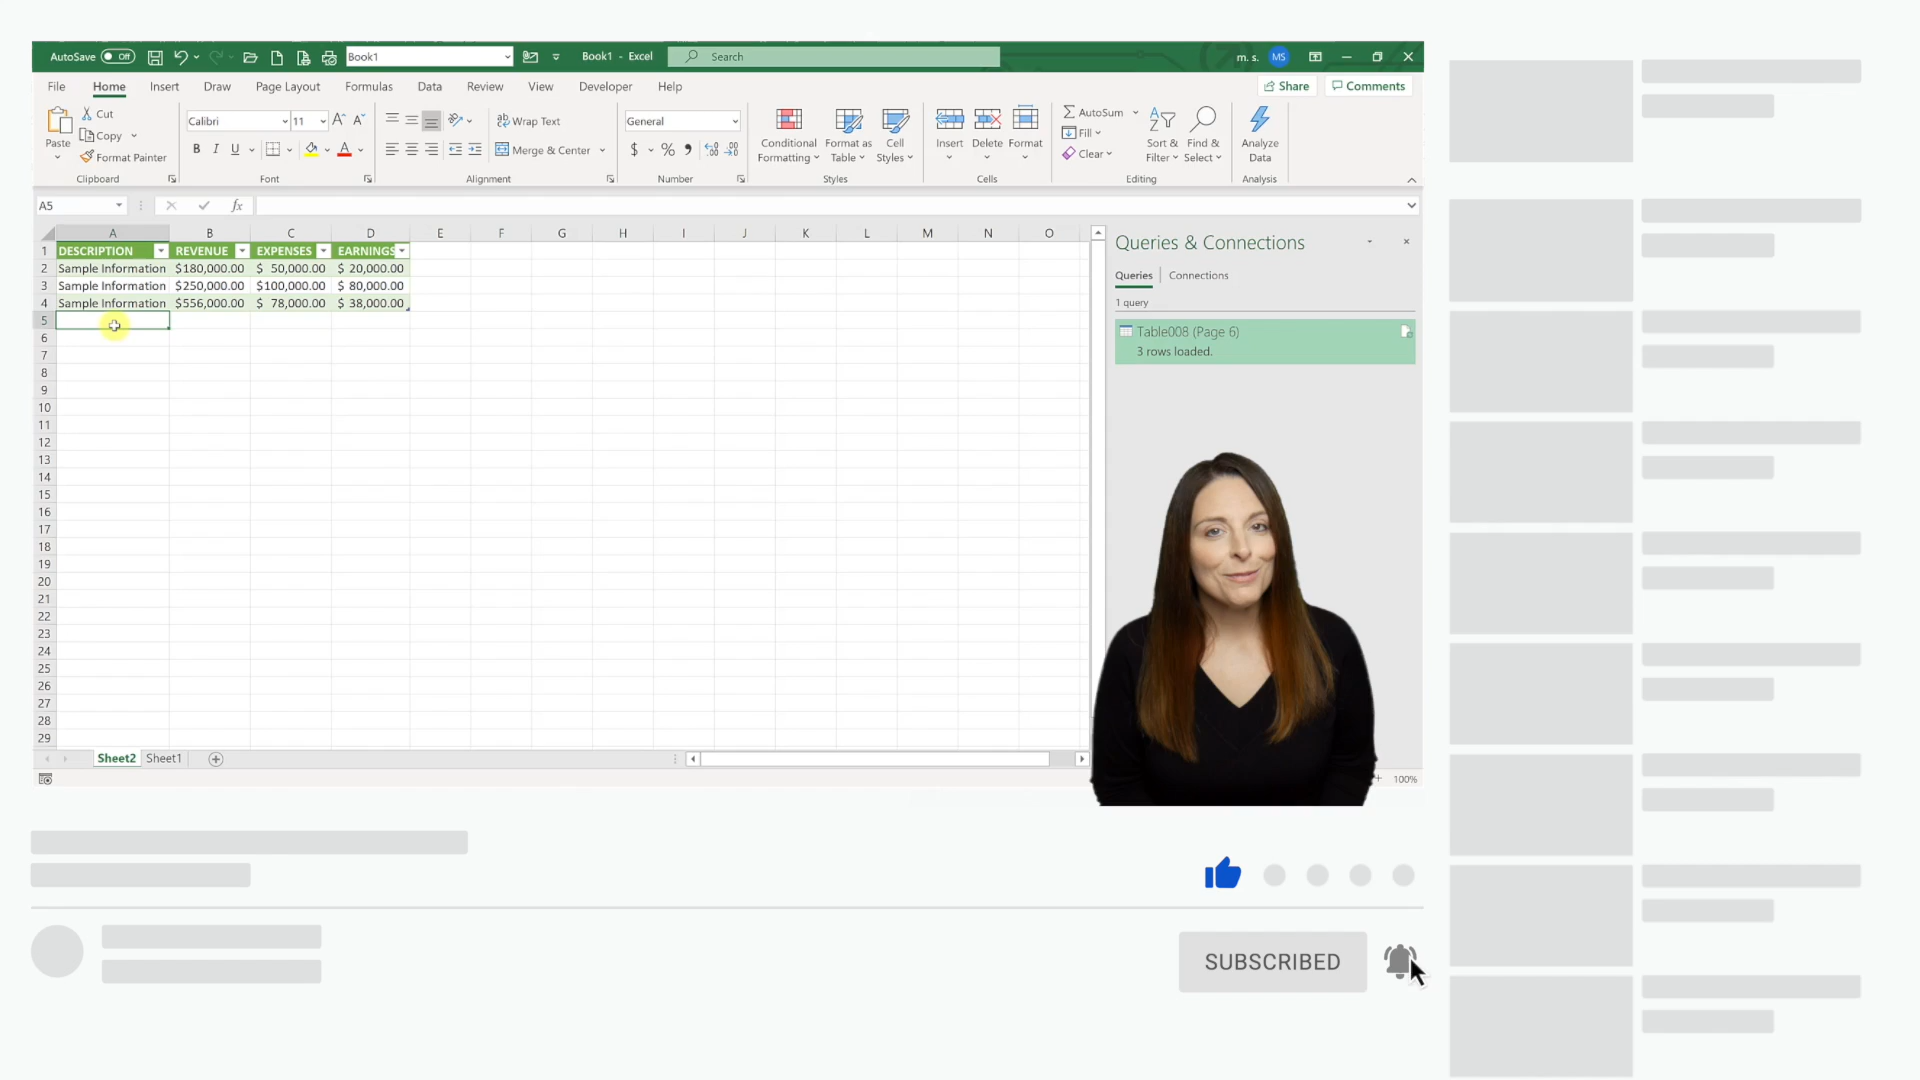 AutoSave Off Book1 Book1 - Excel Search m. s. MS
File Home Insert Draw Page Layout Formulas Data Review View Developer Help Share Comments
Paste Cut Copy Format Painter Clipboard
Calibri 11 B I U A Font
Wrap Text Merge & Center Alignment
General $ % Number
Conditional Formatting Format as Table Cell Styles Styles
Insert Delete Format Cells
AutoSum Fill Clear Sort & Filter Find & Select Editing
Analyze Data Analysis
A5 fx
A B C D E F G H I J K L M N O
1 DESCRIPTION REVENUE EXPENSES EARNINGS
2 Sample Information $180,000.00 $ 50,000.00 $ 20,000.00
3 Sample Information $250,000.00 $100,000.00 $ 80,000.00
4 Sample Information $556,000.00 $ 78,000.00 $ 38,000.00
5
6
7
8
9
10
11
12
13
14
15
16
17
18
19
20
21
22
23
24
25
26
27
28
29
Queries & Connections
Queries Connections
1 query
Table008 (Page 6)
3 rows loaded.
Sheet2 Sheet1
100%
SUBSCRIBED